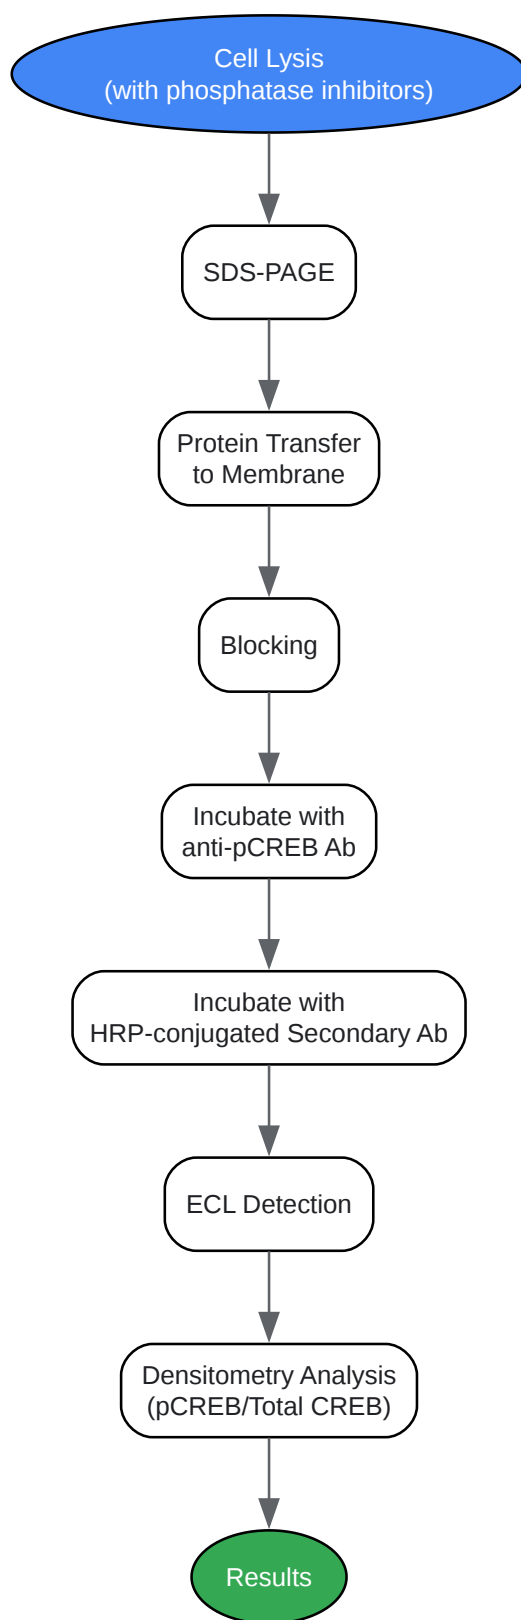 Cell Lysis
(with phosphatase inhibitors)
SDS-PAGE
Protein Transfer
to Membrane
Blocking
Incubate with
anti-pCREB Ab
Incubate with
HRP-conjugated Secondary Ab
ECL Detection
Densitometry Analysis
(pCREB/Total CREB)
Results